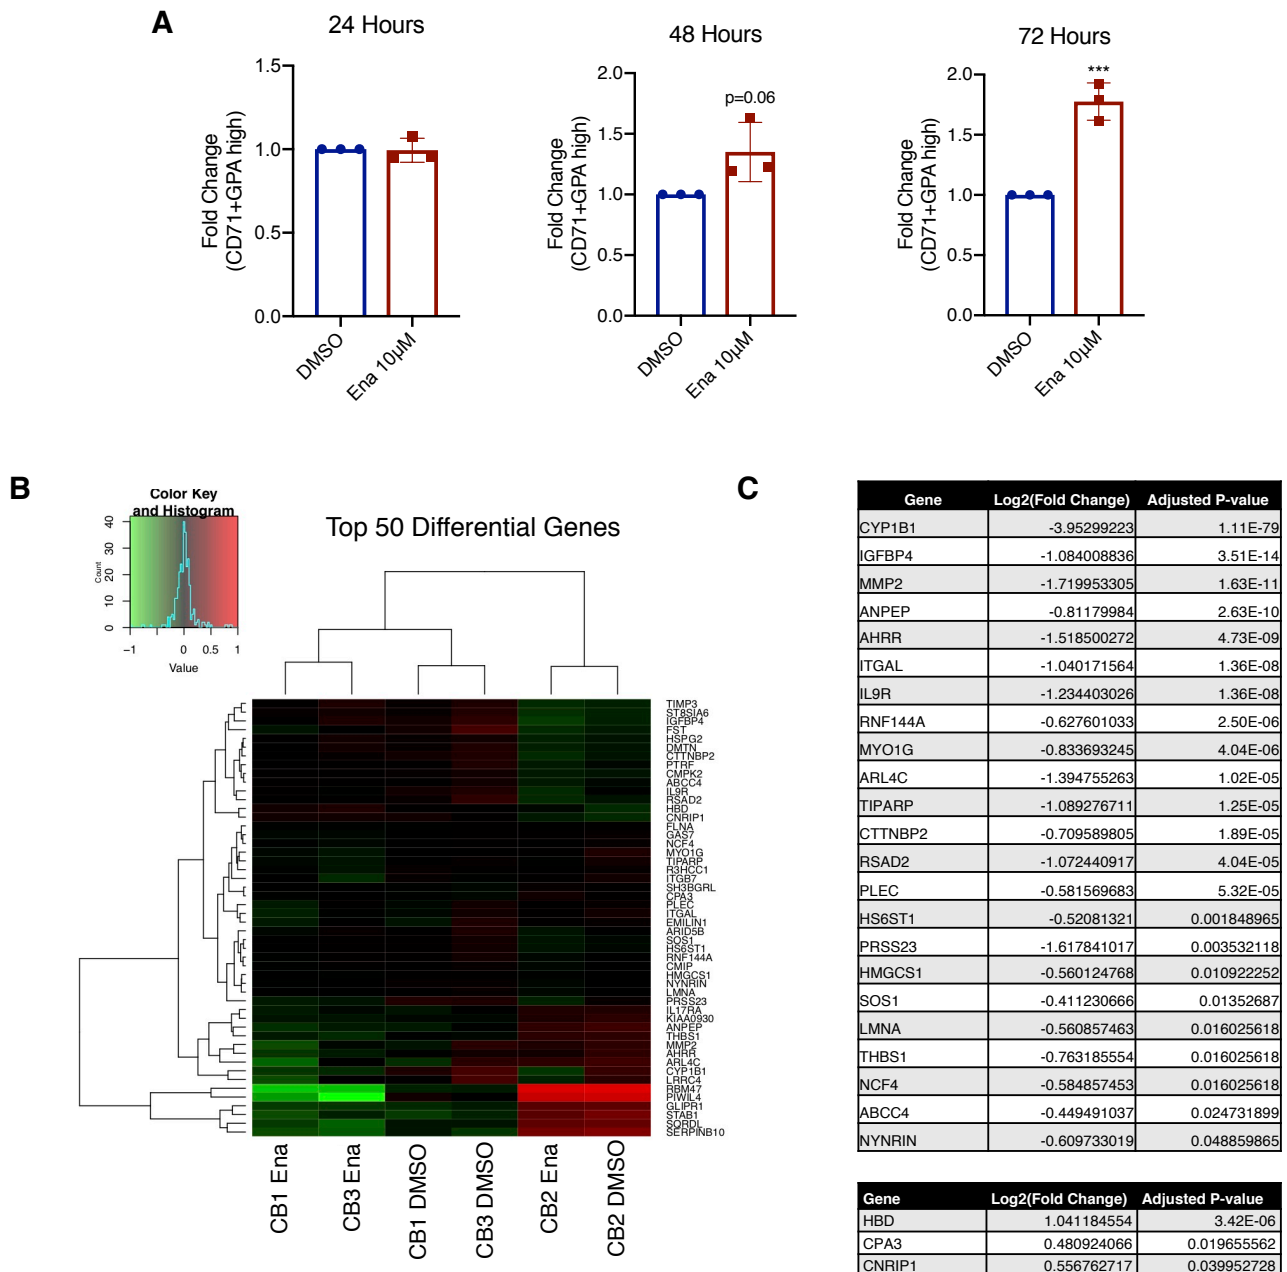 A
24 Hours
48 Hours
72 Hours
1.5
1.0
0.5
0.0
Fold Change
(CD71+GPA high)
DMSO
Ena 10µM
2.0
1.5
1.0
0.5
0.0
Fold Change
(CD71+GPA high)
p=0.06
DMSO
Ena 10µM
2.0
1.5
1.0
0.5
0.0
Fold Change
(CD71+GPA high)
***
DMSO
Ena 10µM
B
Color Key
and Histogram
Count
0 10 20 30 40
−1 0 0.5 1
Value
Top 50 Differential Genes
TIMP3
ST8SIA6
IGFBP4
FST
HSPG2
DMTN
CTTNBP2
PTRF
CMPK2
ABCC4
IL9R
RSAD2
HBD
CNRIP1
FLNA
GAS7
NCF4
MYO1G
TIPARP
R3HCC1
ITGB7
SH3BGRL
CPA3
PLEC
ITGAL
EMILIN1
ARID5B
SOS1
HS6ST1
RNF144A
CMIP
HMGCS1
NYNRIN
LMNA
PRSS23
IL17RA
KIAA0930
ANPEP
THBS1
MMP2
AHRR
ARL4C
CYP1B1
LRRC4
RBM47
PIWIL4
GLIPR1
STAB1
SORDL
SERPINB10
CB1 Ena
CB3 Ena
CB1 DMSO
CB3 DMSO
CB2 Ena
CB2 DMSO
C
Gene Log2(Fold Change) Adjusted P-value
CYP1B1 -3.95299223 1.11E-79
IGFBP4 -1.084008836 3.51E-14
MMP2 -1.719953305 1.63E-11
ANPEP -0.81179984 2.63E-10
AHRR -1.518500272 4.73E-09
ITGAL -1.040171564 1.36E-08
IL9R -1.234403026 1.36E-08
RNF144A -0.627601033 2.50E-06
MYO1G -0.833693245 4.04E-06
ARL4C -1.394755263 1.02E-05
TIPARP -1.089276711 1.25E-05
CTTNBP2 -0.709589805 1.89E-05
RSAD2 -1.072440917 4.04E-05
PLEC -0.581569683 5.32E-05
HS6ST1 -0.52081321 0.001848965
PRSS23 -1.617841017 0.003532118
HMGCS1 -0.560124768 0.010922252
SOS1 -0.411230666 0.01352687
LMNA -0.560857463 0.016025618
THBS1 -0.763185554 0.016025618
NCF4 -0.584857453 0.016025618
ABCC4 -0.449491037 0.024731899
NYNRIN -0.609733019 0.048859865
Gene Log2(Fold Change) Adjusted P-value
HBD 1.041184554 3.42E-06
CPA3 0.480924066 0.019655562
CNRIP1 0.556762717 0.039952728